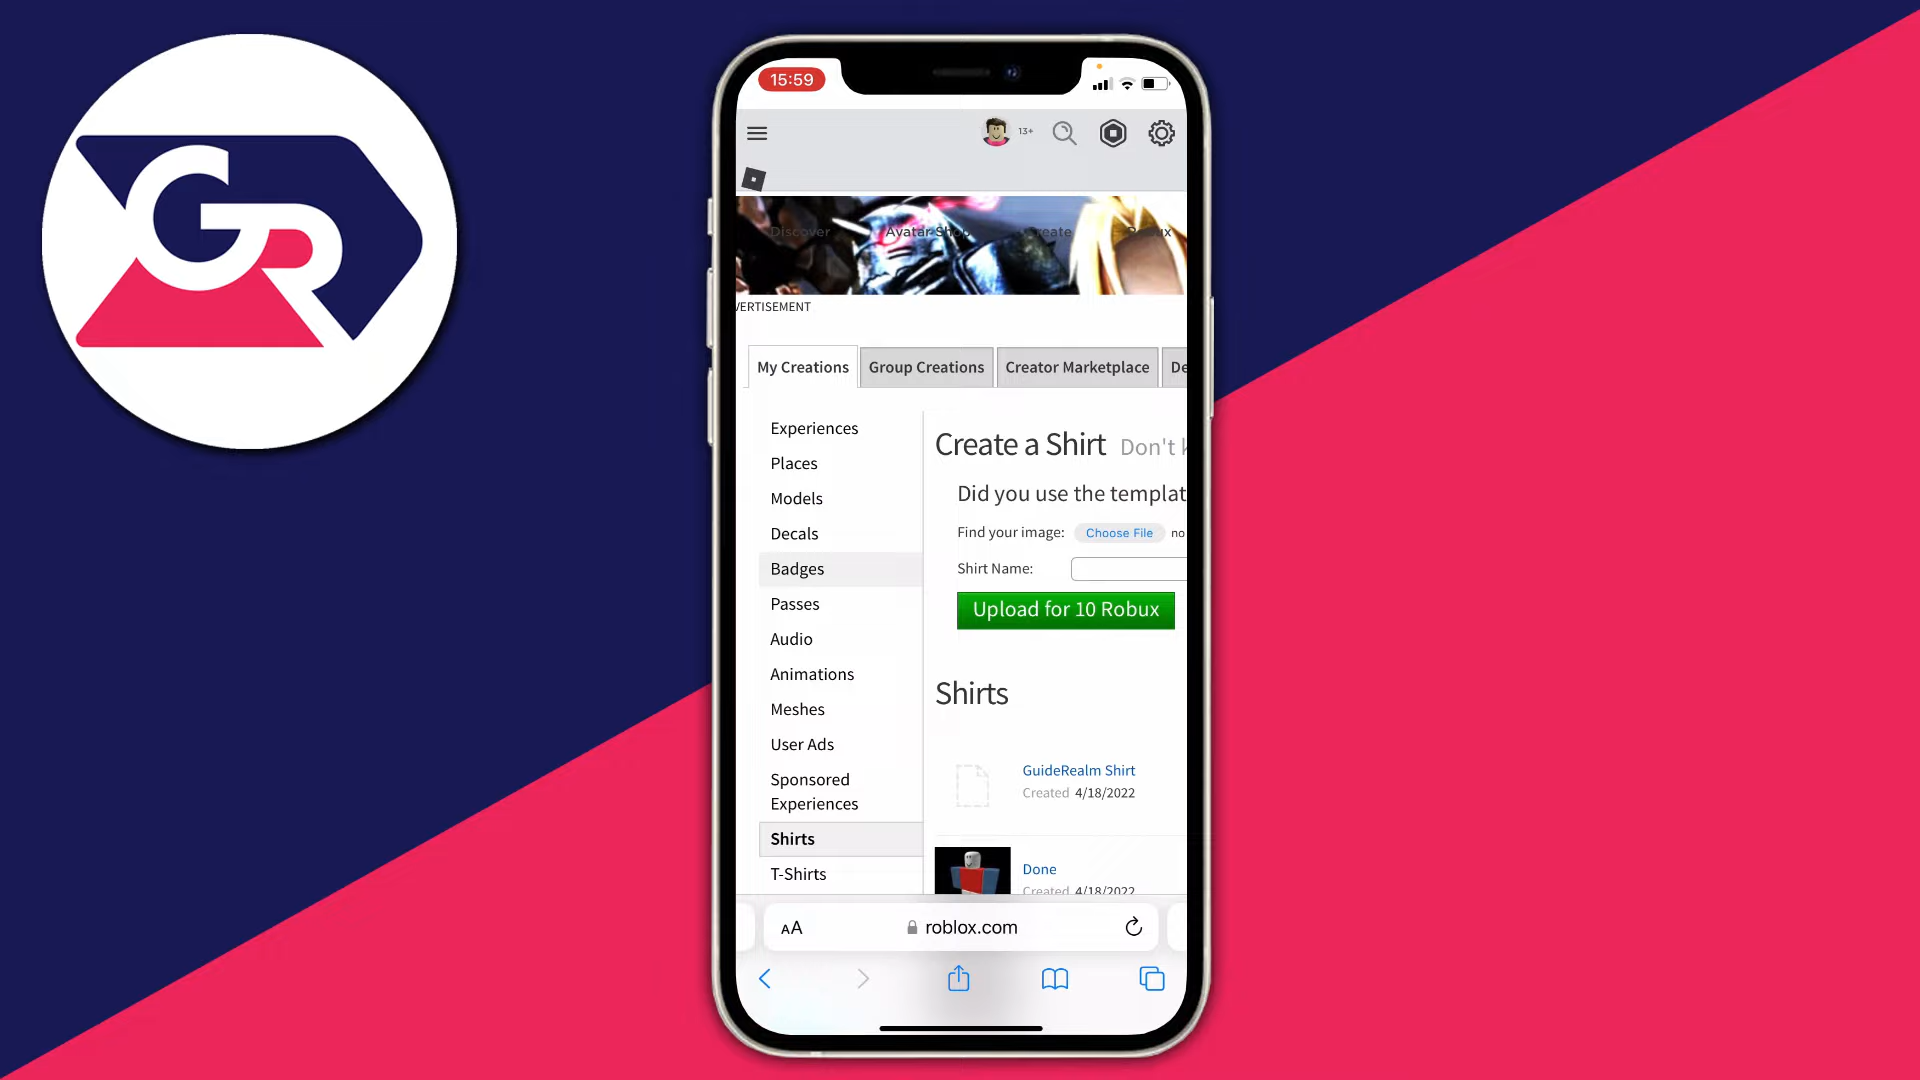 GR
15:59
13+
Discover Avatar Shop Create Robux
VERTISEMENT
My Creations Group Creations Creator Marketplace De
Experiences
Places
Models
Decals
Badges
Passes
Audio
Animations
Meshes
User Ads
Sponsored
Experiences
Shirts
T-Shirts
Create a Shirt Don't k
Did you use the templat
Find your image: Choose File no
Shirt Name:
Upload for 10 Robux
Shirts
GuideRealm Shirt
Created 4/18/2022
Done
Created 4/18/2022
AA roblox.com